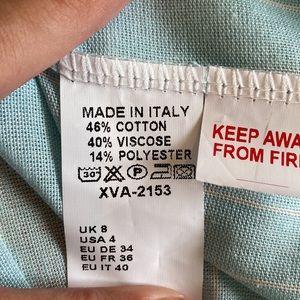 MADE IN ITALY
46% COTTON
40% VISCOSE
14% POLYESTER
30°
P
XVA-2153
UK 8
USA 4
EU DE 34
EU FR 36
EU IT 40
KEEP AWA
FROM FIR